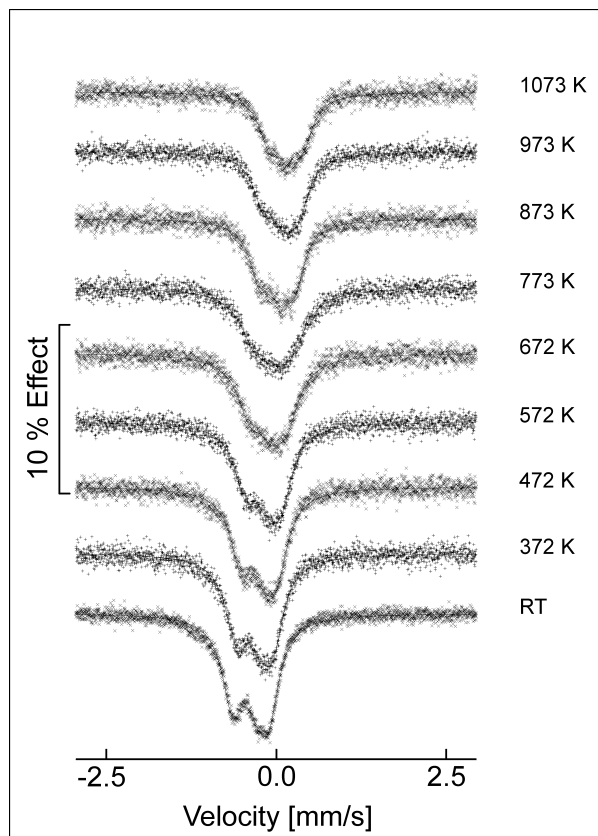 1073 K
973 K
873 K
773 K
672 K
572 K
472 K
372 K
RT
10 % Effect
-2.5
0.0
2.5
Velocity [mm/s]